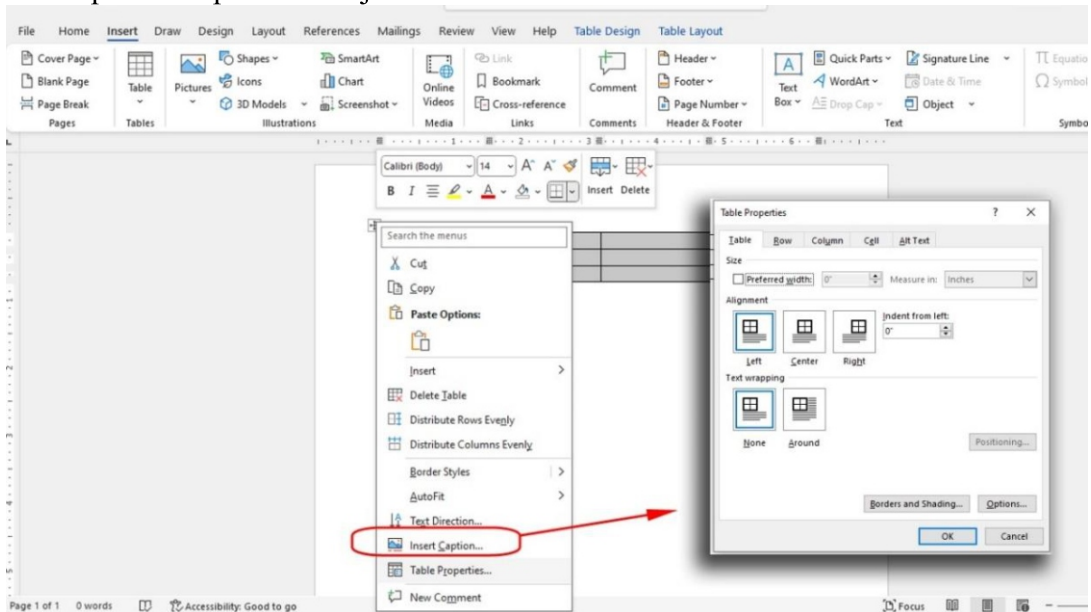 File Home Insert Draw Design Layout References Mailings Review View Help Table Design Table Layout
Cover Page
Blank Page
Page Break
Pages
Table
Tables
Pictures
Shapes
Icons
3D Models
SmartArt
Chart
Screenshot
Illustrations
Online
Videos
Media
Link
Bookmark
Cross-reference
Links
Comment
Comments
Header
Footer
Page Number
Header & Footer
Text
Box
Quick Parts
WordArt
Drop Cap
Signature Line
Date & Time
Object
Text
Symbol
Calibri (Body) 14 A A
B I A Insert Delete
Search the menus
Cut
Copy
Paste Options:
Insert
Delete Table
Distribute Rows Evenly
Distribute Columns Evenly
Border Styles
AutoFit
Text Direction...
Insert Caption...
Table Properties...
New Comment
Table Properties ? X
Table Row Column Cell Alt Text
Size
Preferred width: 0" Measure in: Inches
Alignment
Indent from left:
0"
Left Center Right
Text wrapping
None Around
Positioning...
Borders and Shading... Options...
OK Cancel
Page 1 of 1 0 words Accessibility: Good to go Focus